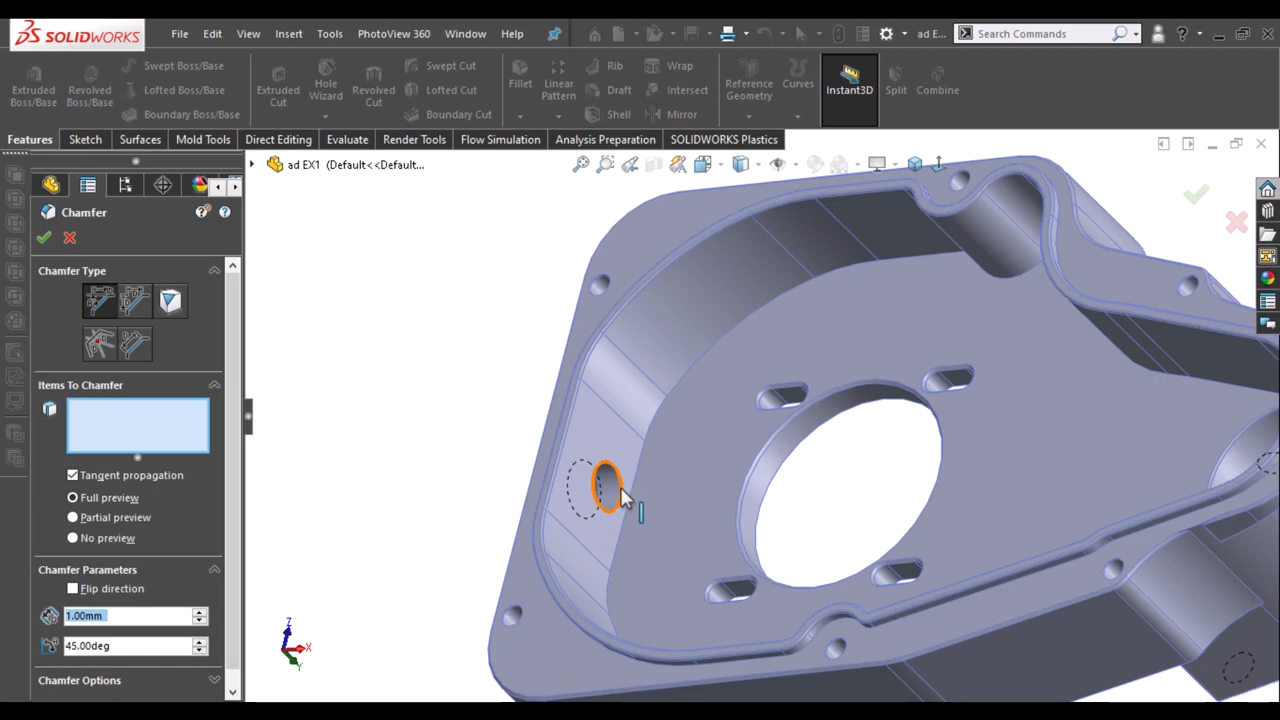 SOLIDWORKS File Edit View Insert Tools PhotoView 360 Window Help ad E... Search Commands ?
Extruded Boss/Base
Revolved Boss/Base
Swept Boss/Base
Lofted Boss/Base
Boundary Boss/Base
Extruded Cut
Hole Wizard
Revolved Cut
Swept Cut
Lofted Cut
Boundary Cut
Fillet
Linear Pattern
Rib
Draft
Shell
Wrap
Intersect
Mirror
Reference Geometry
Curves
Instant3D
Split
Combine
Features Sketch Surfaces Mold Tools Direct Editing Evaluate Render Tools Flow Simulation Analysis Preparation SOLIDWORKS Plastics
ad EX1 (Default<<Default...
Chamfer
Chamfer Type
Items To Chamfer
Tangent propagation
Full preview
Partial preview
No preview
Chamfer Parameters
Flip direction
1.00mm
45.00deg
Chamfer Options
Z
X
Y